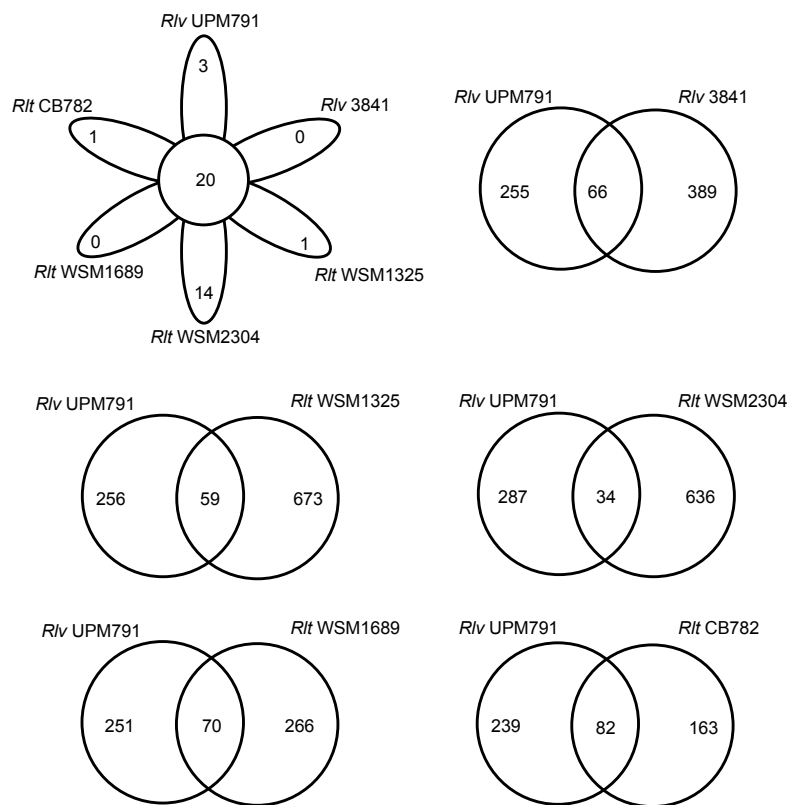 Rlv UPM791
3
Rlt CB782
1
Rlv 3841
0
20
0
Rlt WSM1689
1
Rlt WSM1325
14
Rlt WSM2304
Rlv UPM791
Rlv 3841
255
66
389
Rlv UPM791
Rlt WSM1325
256
59
673
Rlv UPM791
Rlt WSM2304
287
34
636
Rlv UPM791
Rlt WSM1689
251
70
266
Rlv UPM791
Rlt CB782
239
82
163